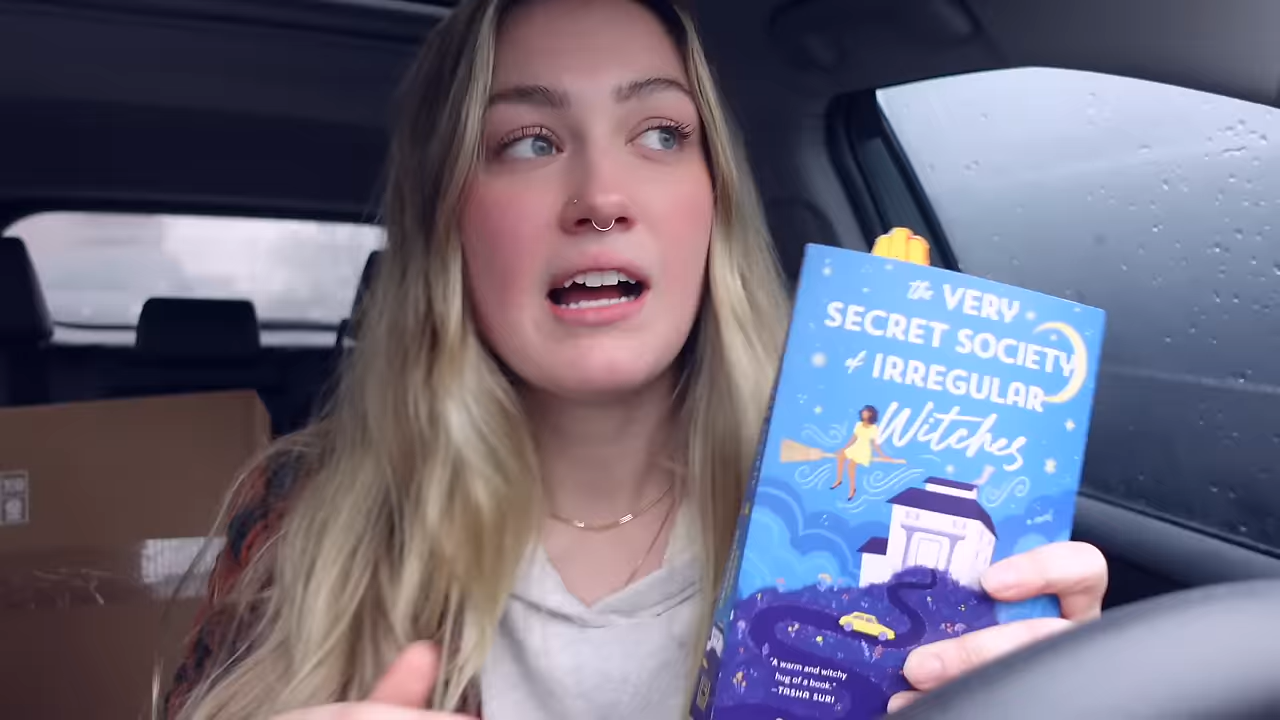 the VERY
SECRET SOCIETY
of IRREGULAR
Witches
a novel
"A warm and witchy
hug of a book."
—TASHA SURI